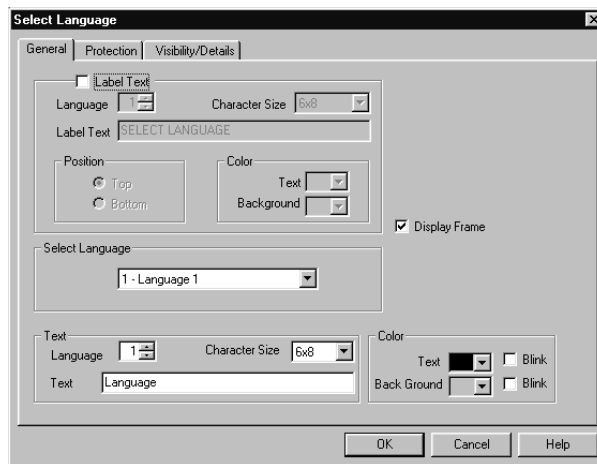 Select Language
General Protection Visibility/Details
Label Text
Language 1 Character Size 6x8
Label Text SELECT LANGUAGE
Position Color
Top Text
Bottom Background
Display Frame
Select Language
1 - Language 1
Text Color
Language 1 Character Size 6x8 Text Blink
Text Language Back Ground Blink
OK Cancel Help